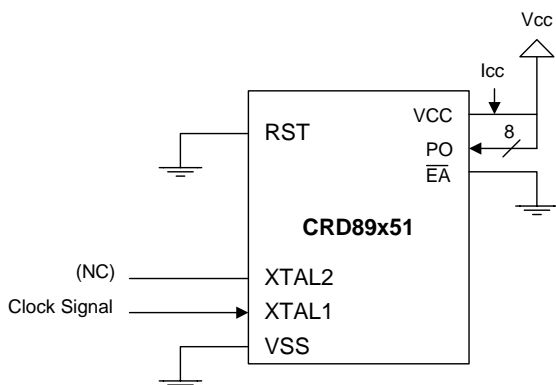 Vcc
Icc
VCC
8
RST
PO
EA
CRD89x51
(NC)
XTAL2
Clock Signal
XTAL1
VSS